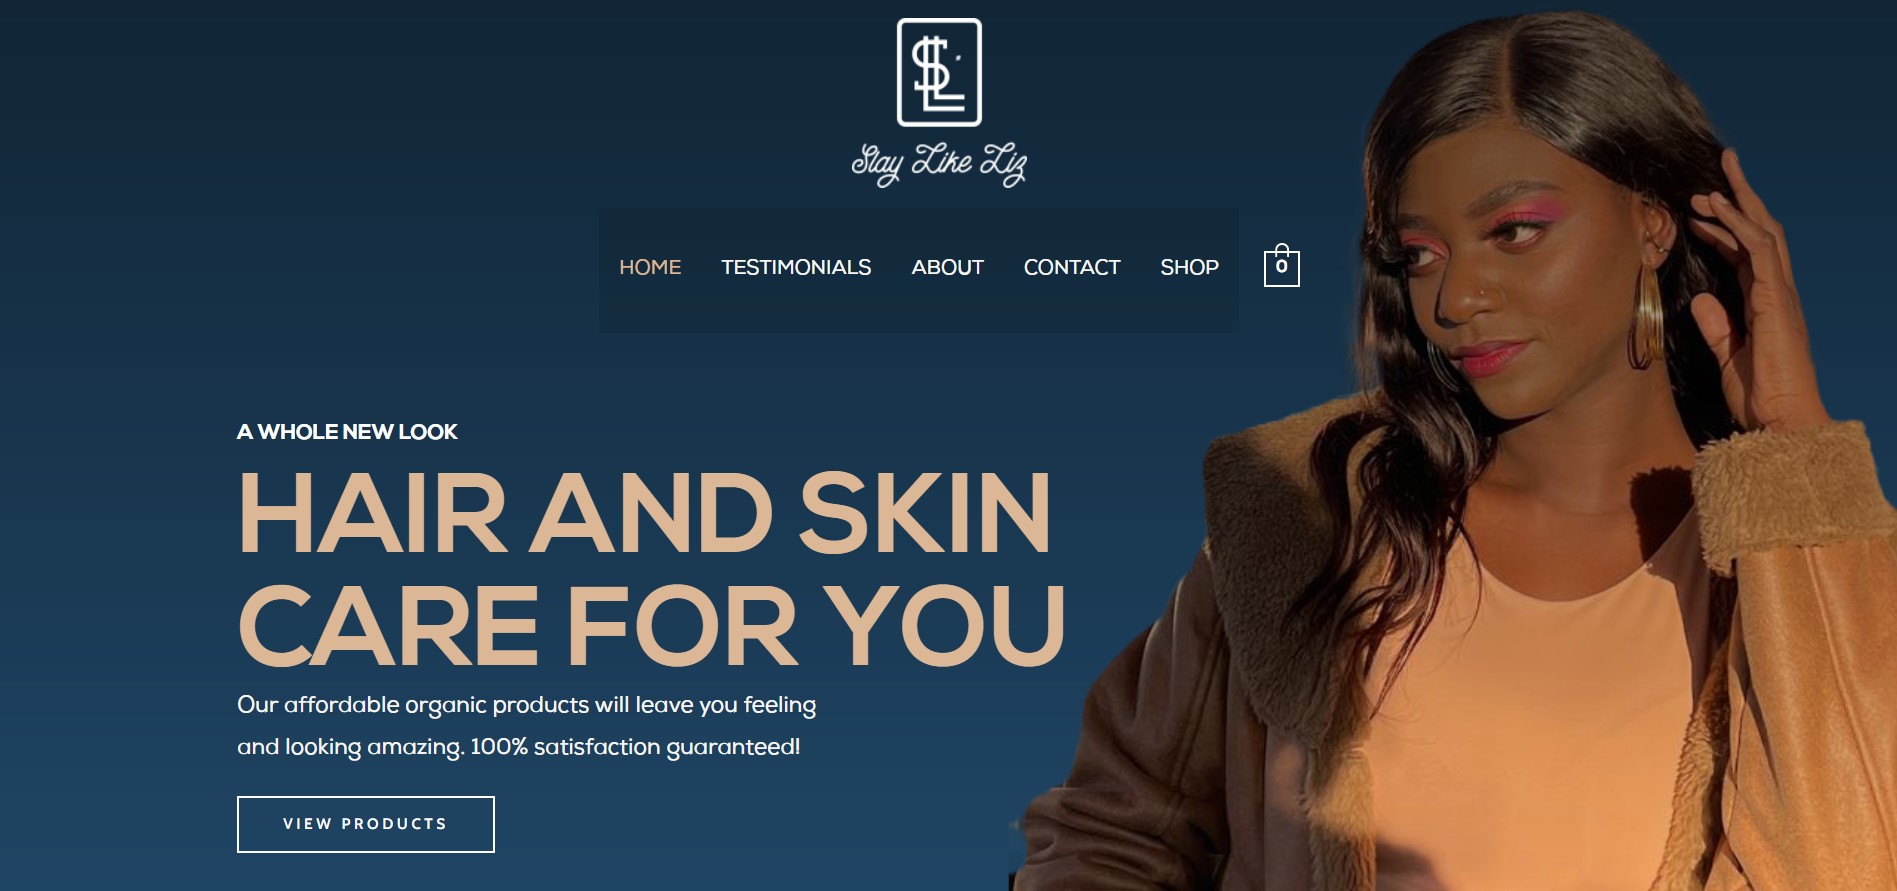 SLL
Slay Like Liz
HOME TESTIMONIALS ABOUT CONTACT SHOP 0
A WHOLE NEW LOOK
HAIR AND SKIN
CARE FOR YOU
Our affordable organic products will leave you feeling
and looking amazing. 100% satisfaction guaranteed!
VIEW PRODUCTS